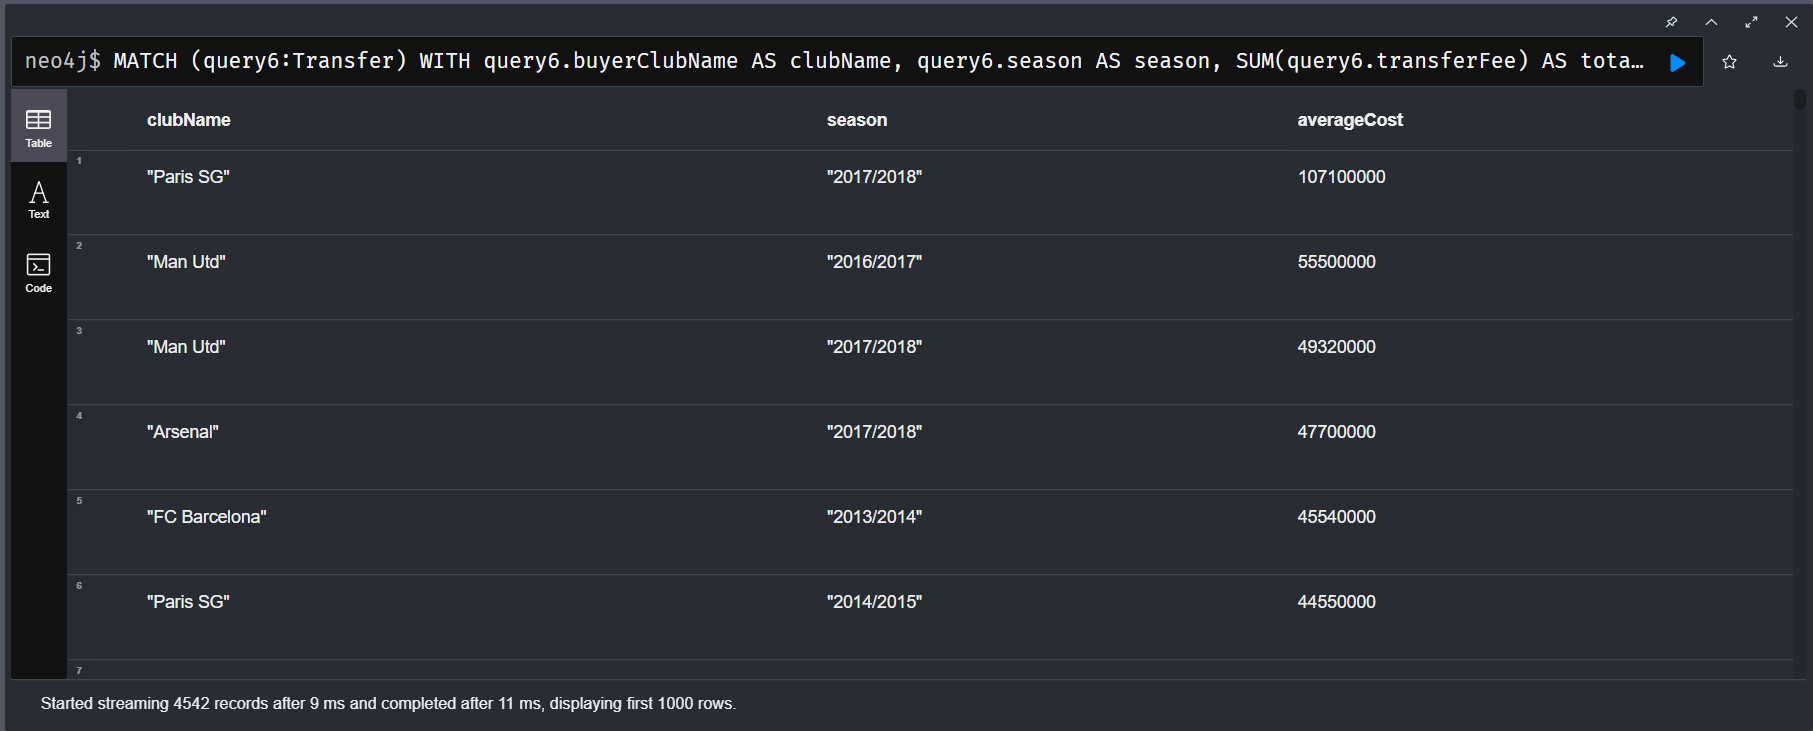 neo4j$ MATCH (query6:Transfer) WITH query6.buyerClubName AS clubName, query6.season AS season, SUM(query6.transferFee) AS tota…
Table
Text
Code
clubName season averageCost
1 "Paris SG" "2017/2018" 107100000
2 "Man Utd" "2016/2017" 55500000
3 "Man Utd" "2017/2018" 49320000
4 "Arsenal" "2017/2018" 47700000
5 "FC Barcelona" "2013/2014" 45540000
6 "Paris SG" "2014/2015" 44550000
7
Started streaming 4542 records after 9 ms and completed after 11 ms, displaying first 1000 rows.